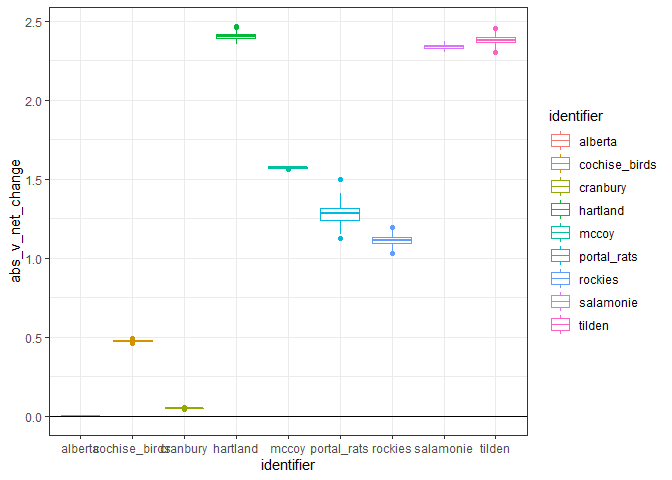 2.5
2.0
1.5
1.0
0.5
0.0
abs_v_net_change
alberta cochise_birds cranbury hartland mccoy portal_rats rockies salamonie tilden
identifier
identifier
alberta
cochise_birds
cranbury
hartland
mccoy
portal_rats
rockies
salamonie
tilden